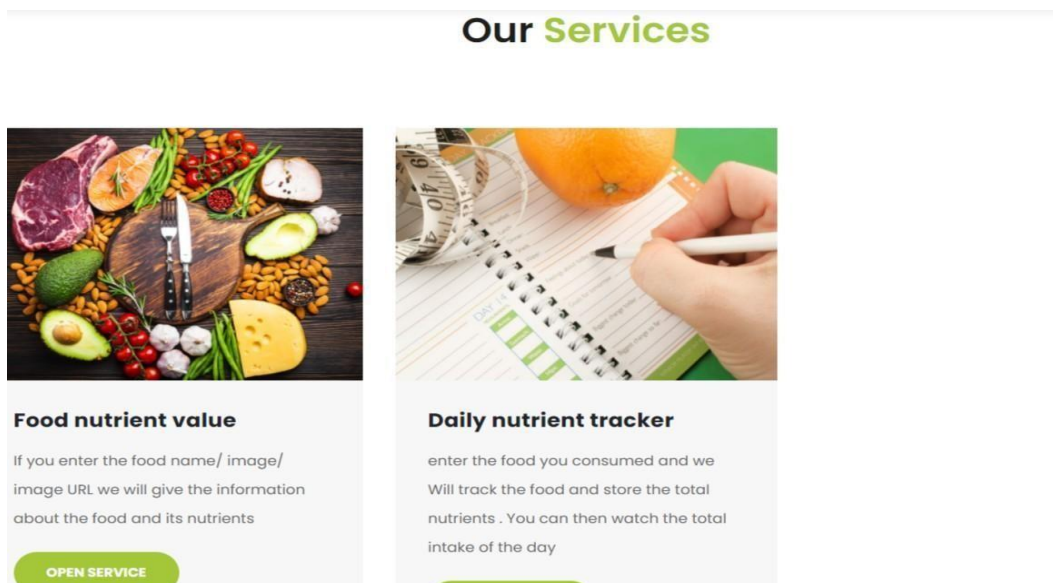 Our Services
Food nutrient value
If you enter the food name/ image/
image URL we will give the information
about the food and its nutrients
OPEN SERVICE
DAY 14
Daily nutrient tracker
enter the food you consumed and we
Will track the food and store the total
nutrients . You can then watch the total
intake of the day